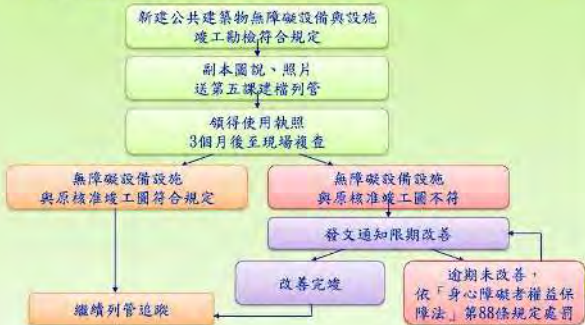 新建公共建築物無障礙設備與設施
竣工勘檢符合規定
副本圖說、照片
送第五課建檔列管
領得使用執照
3個月後至現場複查
無障礙設備設施
與原核准竣工圖符合規定
無障礙設備設施
與原核准竣工圖不符
發文通知限期改善
改善完竣
逾期未改善，
依「身心障礙者權益保
障法」第88條規定處罰
繼續列管追蹤